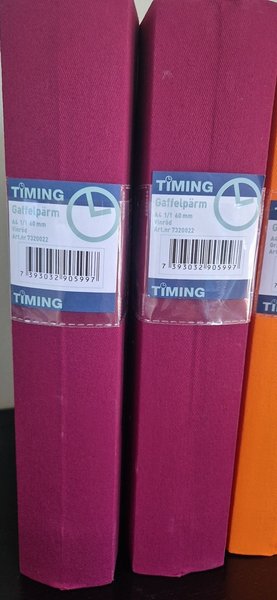 TIMING
Gaffelpärm
A4 1/1 60 mm
Vinröd
Art.nr 7320022
7 393032 905997
TIMING
TIMING
Gaffelpärm
A4 1/1 60 mm
Vinröd
Art.nr 7320022
7 393032 905997
TIMING